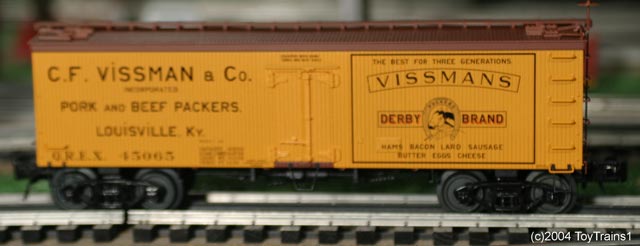 C.F. VISSMAN & Co.
INCORPORATED
PORK AND BEEF PACKERS.
LOUISVILLE, KY.
Q.R.E.X. 45065
THE BEST FOR THREE GENERATIONS.
VISSMANS
DERBY BRAND
HAMS BACON LARD SAUSAGE
BUTTER EGGS CHEESE
(c)2004 ToyTrains1